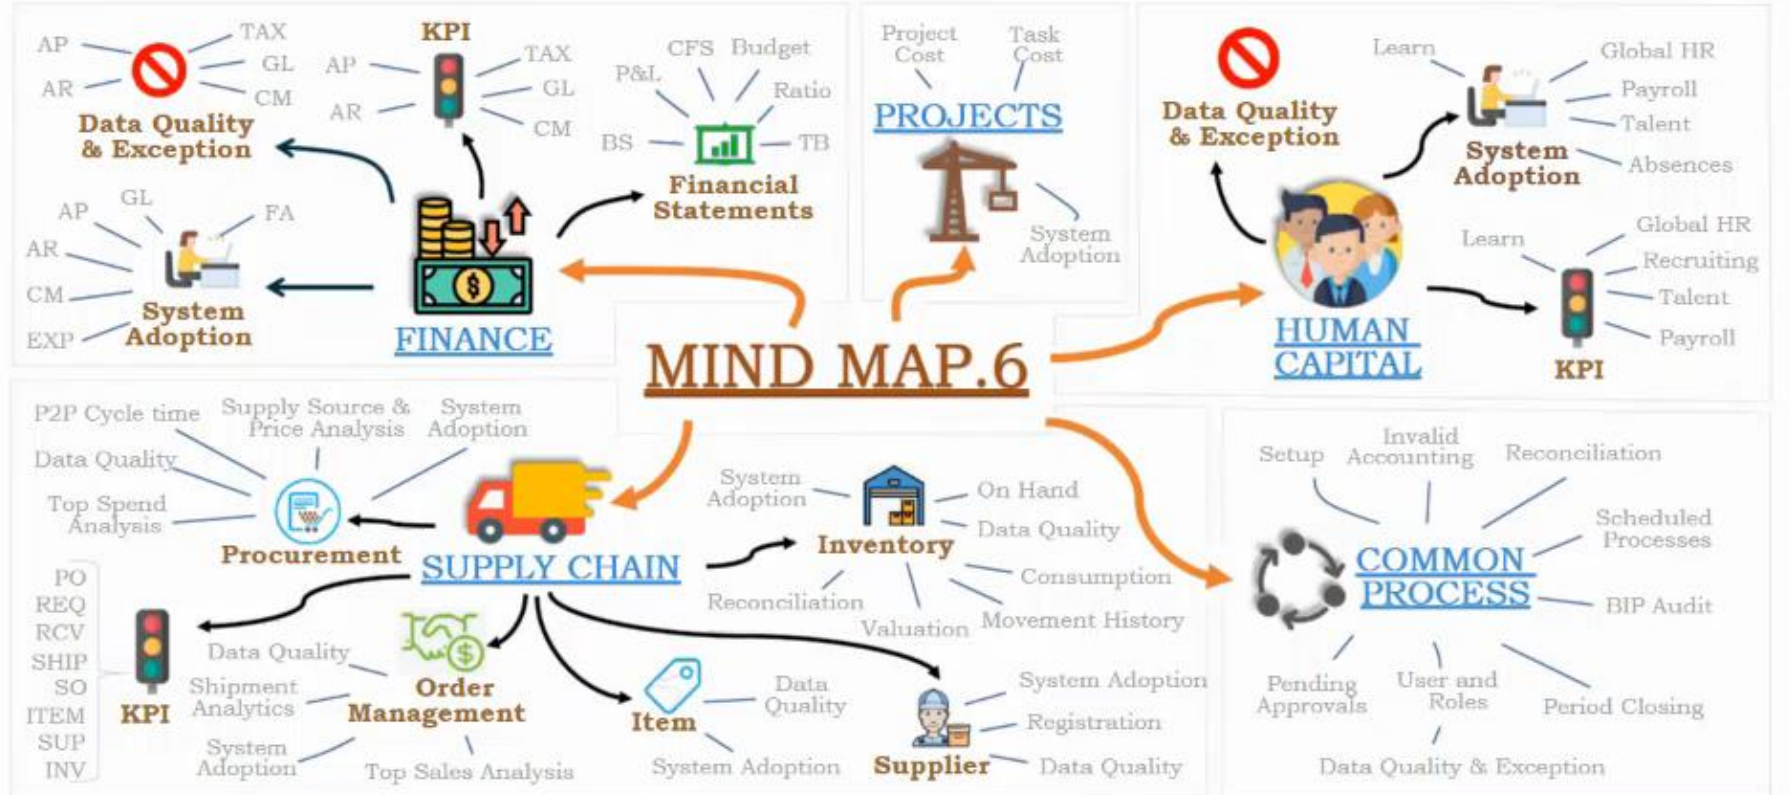 AP
TAX
GL
AR
CM
Data Quality
& Exception
KPI
AP
TAX
GL
AR
CM
CFS
Budget
P&L
Ratio
BS
TB
Financial
Statements
GL
AP
FA
AR
CM
EXP
System
Adoption
FINANCE
Project
Cost
Task
Cost
PROJECTS
System
Adoption
Data Quality
& Exception
Learn
Global HR
Payroll
Talent
Absences
System
Adoption
Learn
Global HR
Recruiting
Talent
Payroll
KPI
HUMAN
CAPITAL
MIND MAP.6
P2P Cycle time
Supply Source &
Price Analysis
System
Adoption
Data Quality
Top Spend
Analysis
Procurement
SUPPLY CHAIN
System
Adoption
On Hand
Data Quality
Inventory
Consumption
Reconciliation
Valuation
Movement History
PO
REQ
RCV
SHIP
SO
ITEM
SUP
INV
KPI
Data Quality
Shipment
Analytics
Order
Management
System
Adoption
Top Sales Analysis
Item
Data
Quality
System Adoption
System Adoption
Registration
Supplier
Data Quality
Setup
Invalid
Accounting
Reconciliation
Scheduled
Processes
COMMON
PROCESS
BIP Audit
Pending
Approvals
User and
Roles
Period Closing
Data Quality & Exception